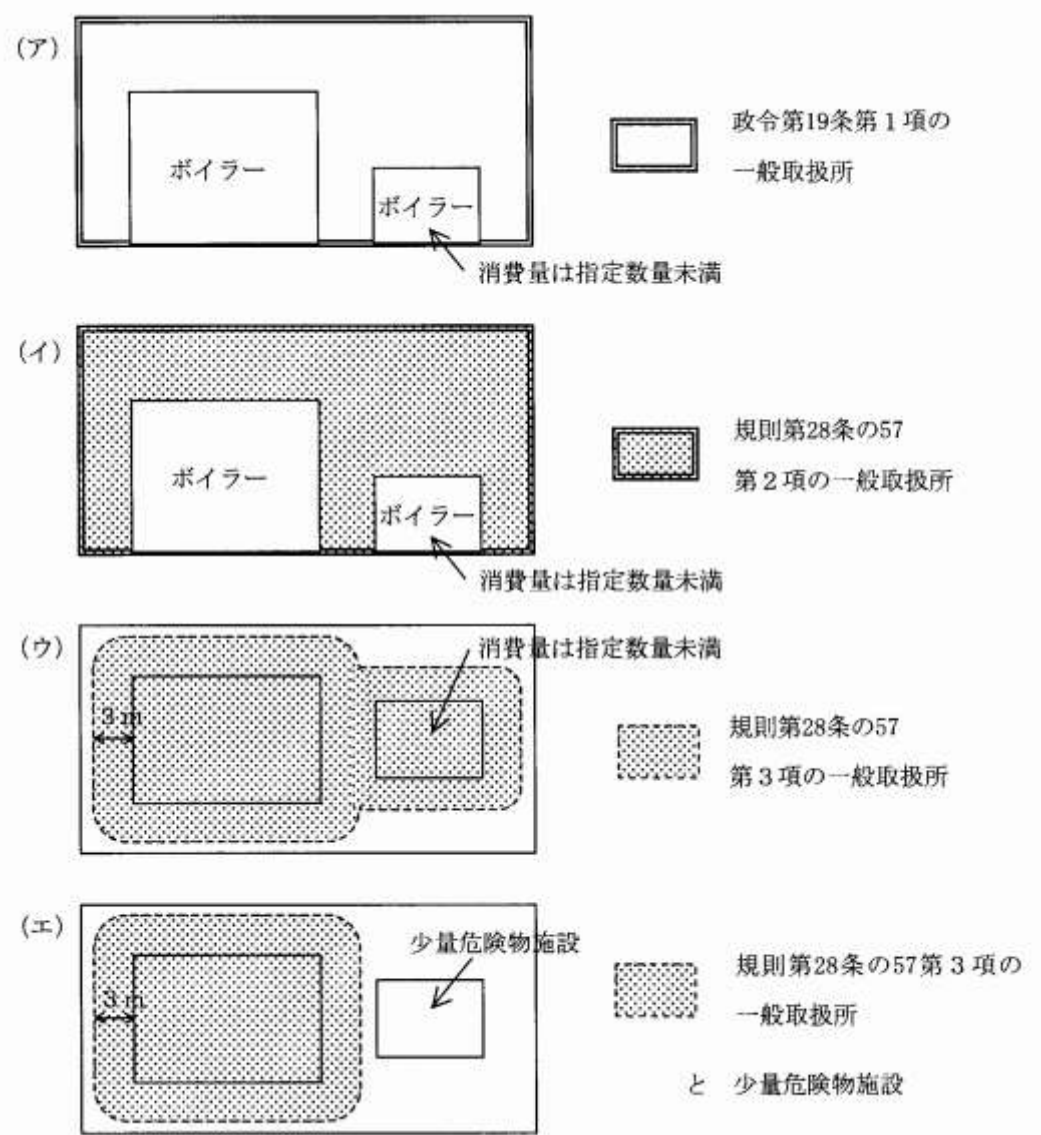 (ア)
ボイラー
ボイラー
消費量は指定数量未満
政令第19条第1項の
一般取扱所
(イ)
ボイラー
ボイラー
消費量は指定数量未満
規則第28条の57
第2項の一般取扱所
(ウ)
消費量は指定数量未満
3m
規則第28条の57
第3項の一般取扱所
(エ)
少量危険物施設
3m
規則第28条の57第3項の
一般取扱所
と 少量危険物施設